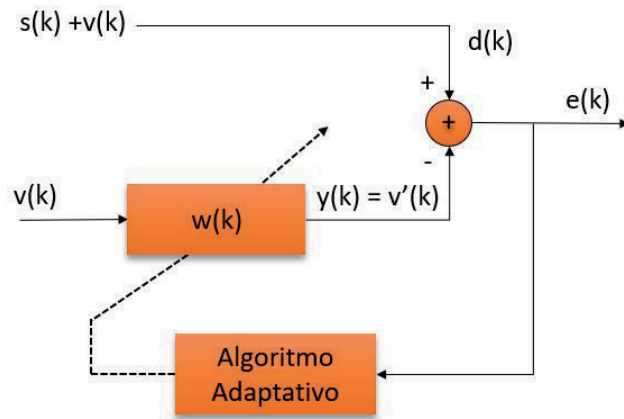 s(k) +v(k)
d(k)
+
+
e(k)
-
v(k)
w(k)
y(k) = v'(k)
Algoritmo
Adaptativo